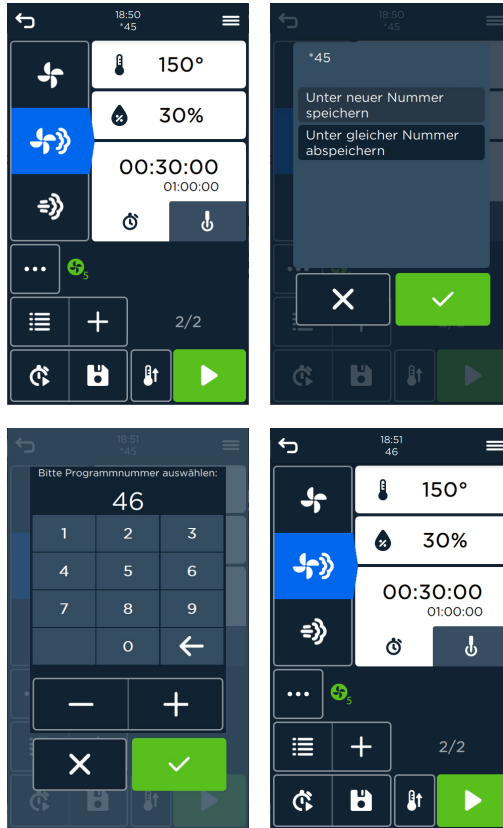 18:50
*45
150°
30%
00:30:00
01:00:00
5
2/2
18:50
*45
*45
Unter neuer Nummer
speichern
Unter gleicher Nummer
abspeichern
18:51
*45
Bitte Programmnummer auswählen:
46
1 2 3
4 5 6
7 8 9
0
18:51
46
150°
30%
00:30:00
01:00:00
5
2/2